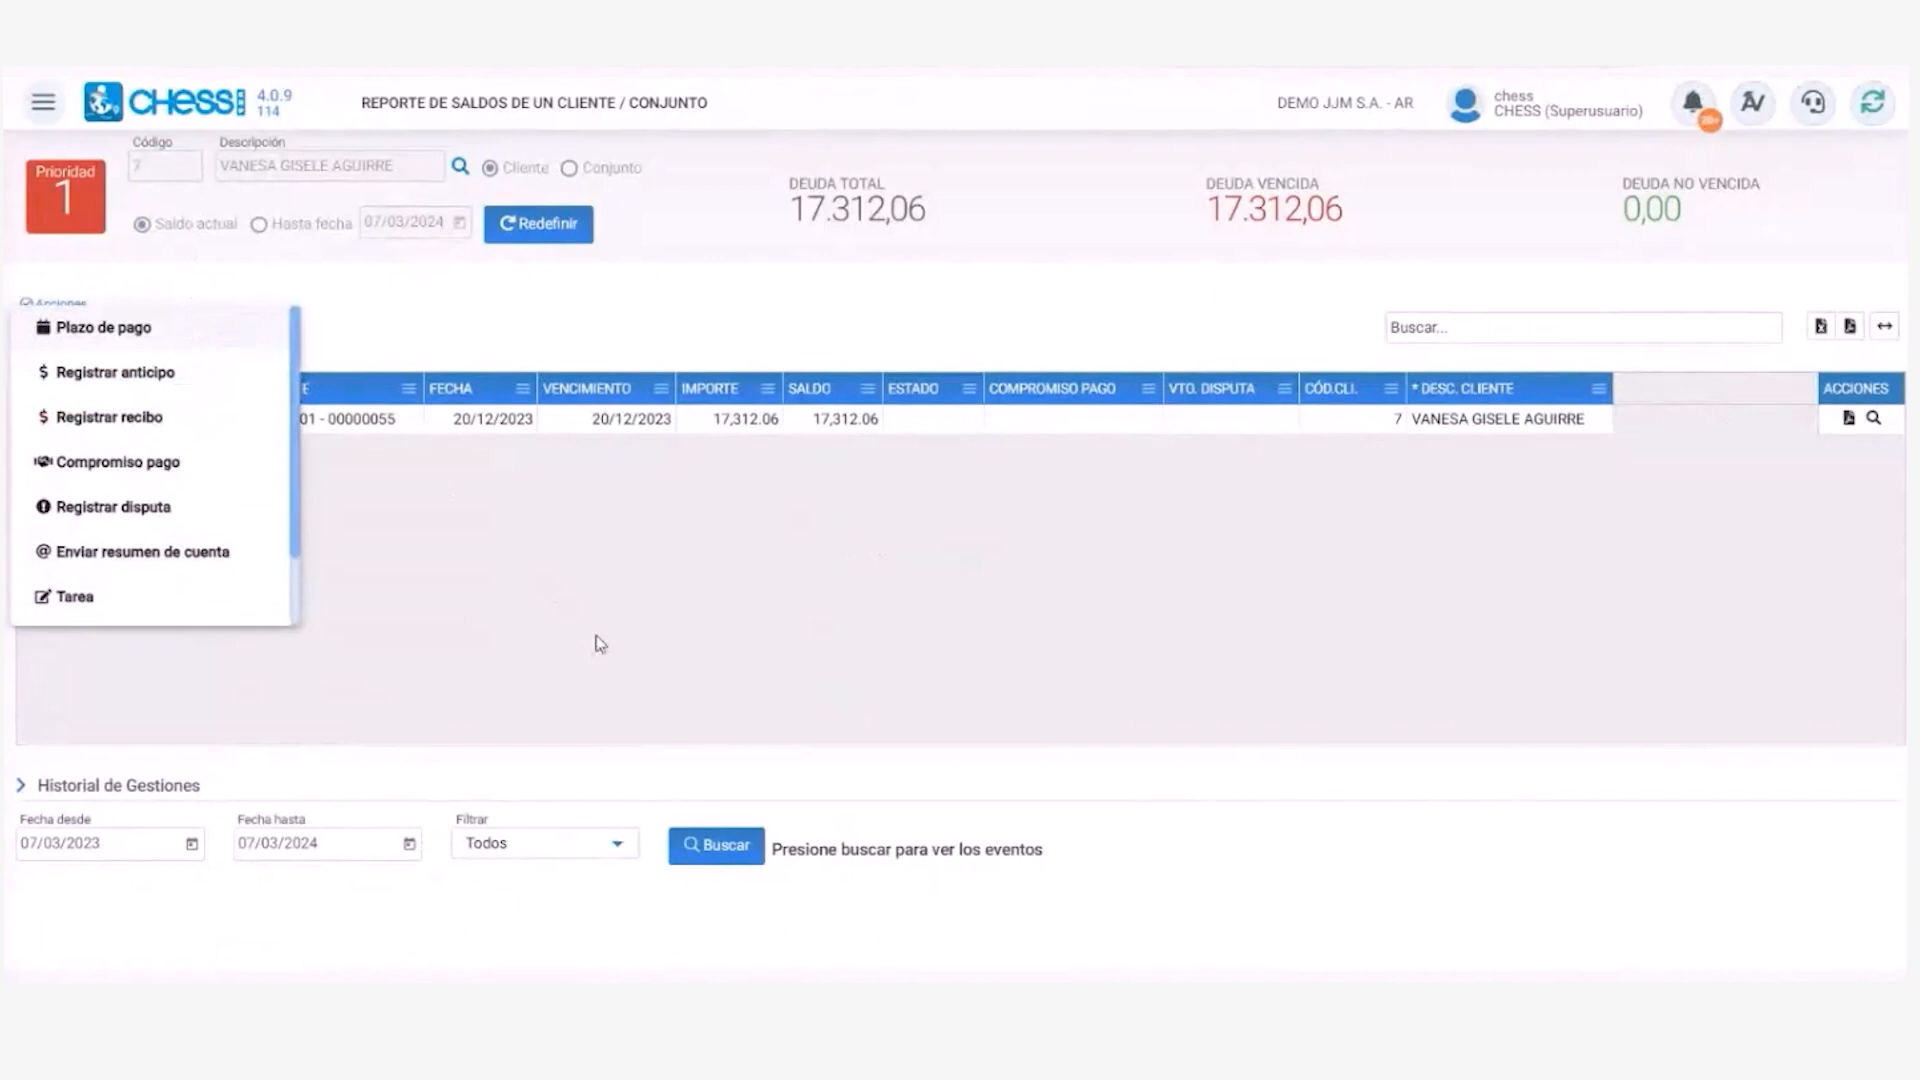 CHESS 4.0.9
114
REPORTE DE SALDOS DE UN CLIENTE / CONJUNTO
DEMO JJM S.A. - AR
chess
CHESS (Superusuario)
20+
Prioridad
1
Código
7
Descripción
VANESA GISELE AGUIRRE
Cliente
Conjunto
Saldo actual
Hasta fecha
07/03/2024
Redefinir
DEUDA TOTAL
17.312,06
DEUDA VENCIDA
17.312,06
DEUDA NO VENCIDA
0,00
Acciones
Plazo de pago
Registrar anticipo
Registrar recibo
Compromiso pago
Registrar disputa
Enviar resumen de cuenta
Tarea
Buscar...
E FECHA VENCIMIENTO IMPORTE SALDO ESTADO COMPROMISO PAGO VTO. DISPUTA CÓD.CLI. * DESC. CLIENTE ACCIONES
01 - 00000055 20/12/2023 20/12/2023 17,312.06 17,312.06 7 VANESA GISELE AGUIRRE
Historial de Gestiones
Fecha desde
07/03/2023
Fecha hasta
07/03/2024
Filtrar
Todos
Buscar
Presione buscar para ver los eventos